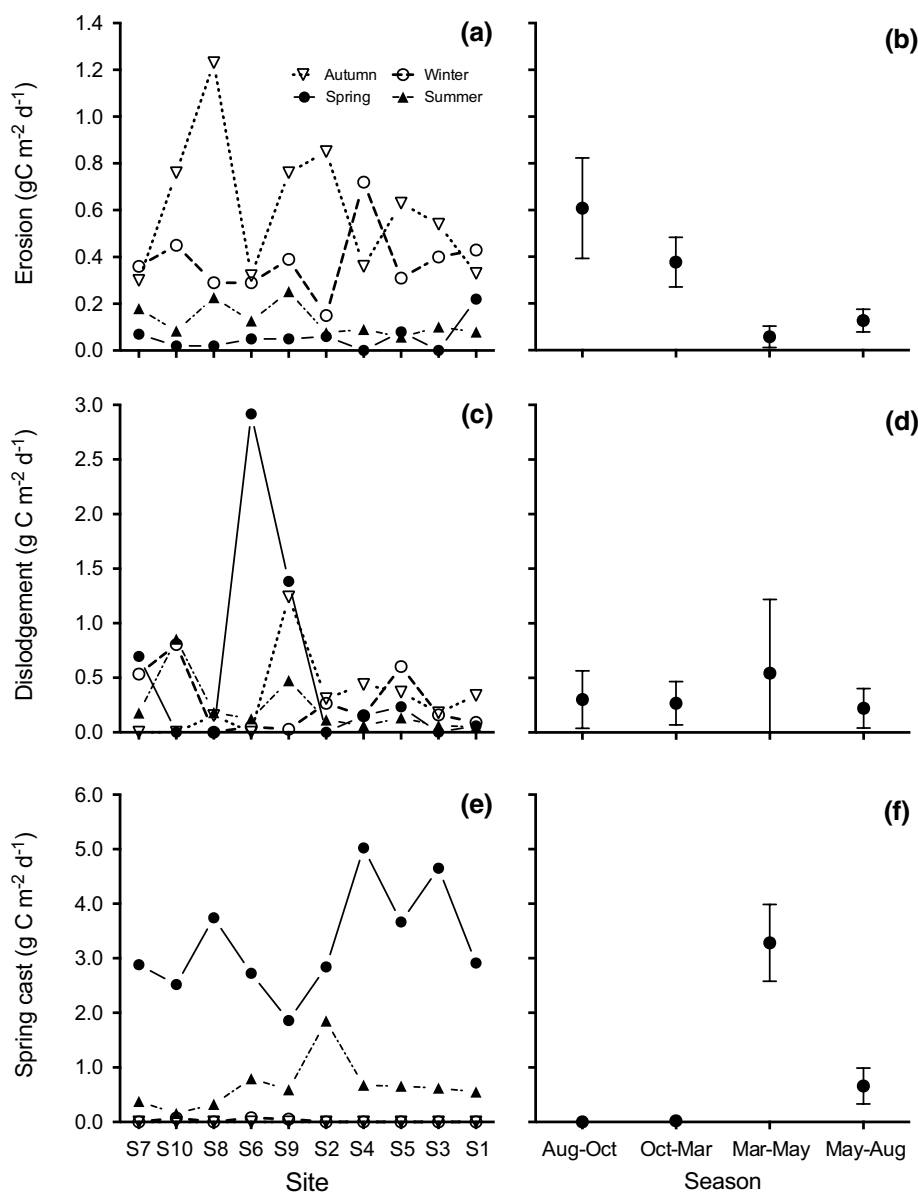 (a)
Erosion (gC m-2 d-1)
1.4
1.2
1.0
0.8
0.6
0.4
0.2
0.0
Autumn Winter
Spring Summer
(b)
(c)
Dislodgement (g C m-2 d-1)
3.0
2.5
2.0
1.5
1.0
0.5
0.0
(d)
(e)
Spring cast (g C m-2 d-1)
6.0
5.0
4.0
3.0
2.0
1.0
0.0
S7 S10 S8 S6 S9 S2 S4 S5 S3 S1
Site
(f)
Aug-Oct Oct-Mar Mar-May May-Aug
Season